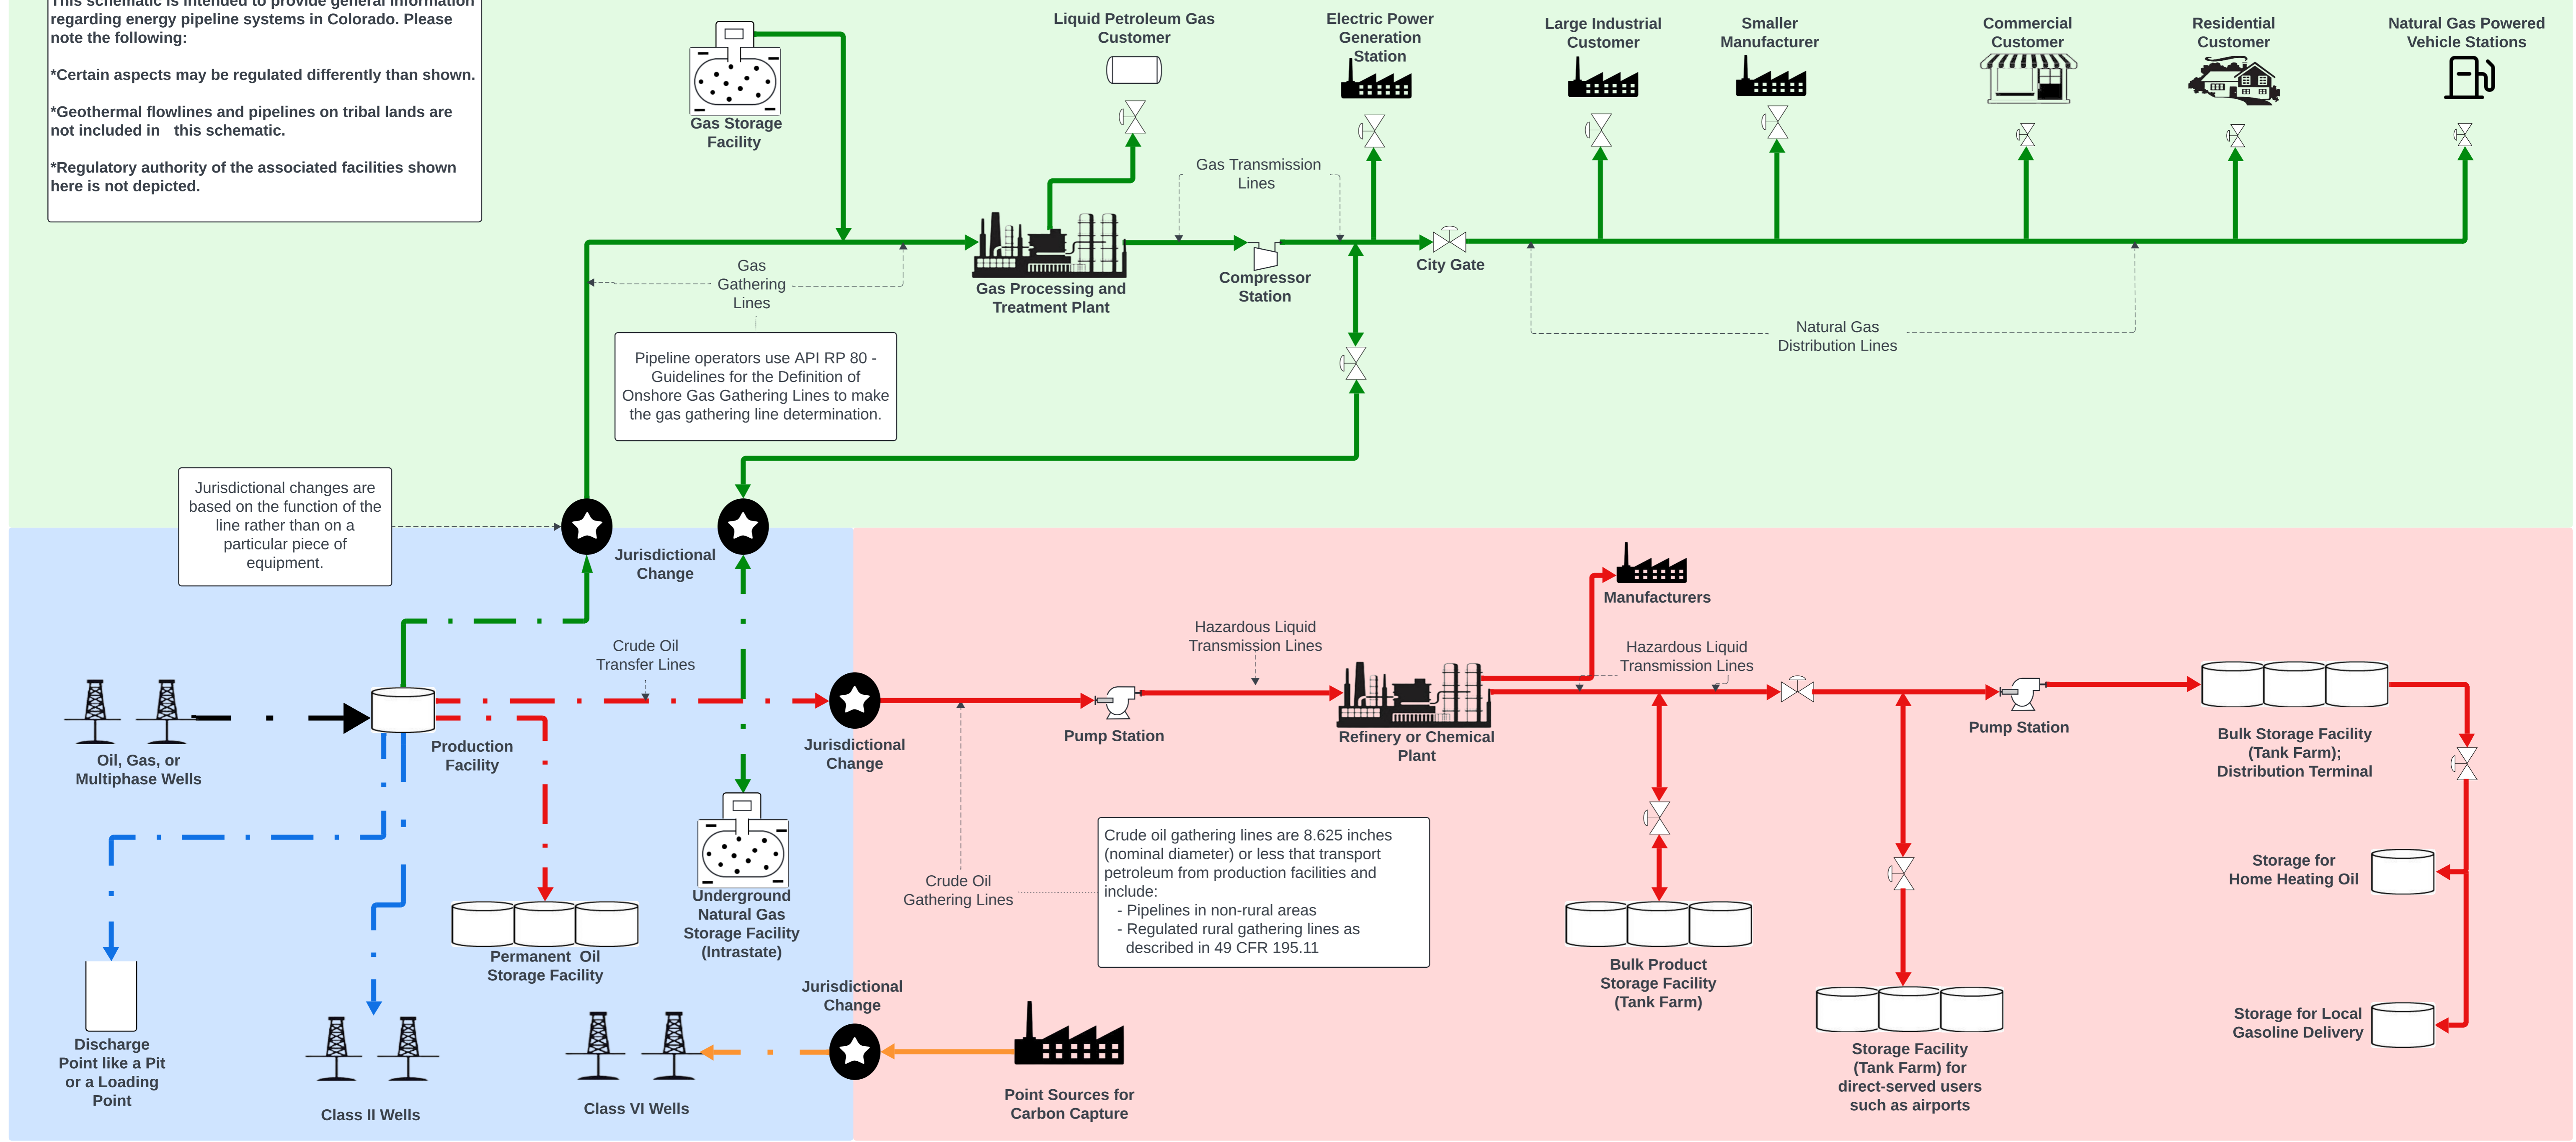 This schematic is intended to provide general information
regarding energy pipeline systems in Colorado. Please
note the following:
*Certain aspects may be regulated differently than shown.
*Geothermal flowlines and pipelines on tribal lands are
not included in this schematic.
*Regulatory authority of the associated facilities shown
here is not depicted.
Gas Storage
Facility
Liquid Petroleum Gas
Customer
Electric Power
Generation
Station
Large Industrial
Customer
Smaller
Manufacturer
Commercial
Customer
Residential
Customer
Natural Gas Powered
Vehicle Stations
Gas Transmission
Lines
Gas
Gathering
Lines
Gas Processing and
Treatment Plant
Compressor
Station
City Gate
Natural Gas
Distribution Lines
Pipeline operators use API RP 80 -
Guidelines for the Definition of
Onshore Gas Gathering Lines to make
the gas gathering line determination.
Jurisdictional changes are
based on the function of the
line rather than on a
particular piece of
equipment.
Jurisdictional
Change
Crude Oil
Transfer Lines
Oil, Gas, or
Multiphase Wells
Production
Facility
Jurisdictional
Change
Permanent Oil
Storage Facility
Underground
Natural Gas
Storage Facility
(Intrastate)
Discharge
Point like a Pit
or a Loading
Point
Class II Wells
Class VI Wells
Jurisdictional
Change
Point Sources for
Carbon Capture
Pump Station
Hazardous Liquid
Transmission Lines
Refinery or Chemical
Plant
Manufacturers
Hazardous Liquid
Transmission Lines
Crude Oil
Gathering Lines
Crude oil gathering lines are 8.625 inches
(nominal diameter) or less that transport
petroleum from production facilities and
include:
- Pipelines in non-rural areas
- Regulated rural gathering lines as
described in 49 CFR 195.11
Bulk Product
Storage Facility
(Tank Farm)
Storage Facility
(Tank Farm) for
direct-served users
such as airports
Pump Station
Bulk Storage Facility
(Tank Farm);
Distribution Terminal
Storage for
Home Heating Oil
Storage for Local
Gasoline Delivery